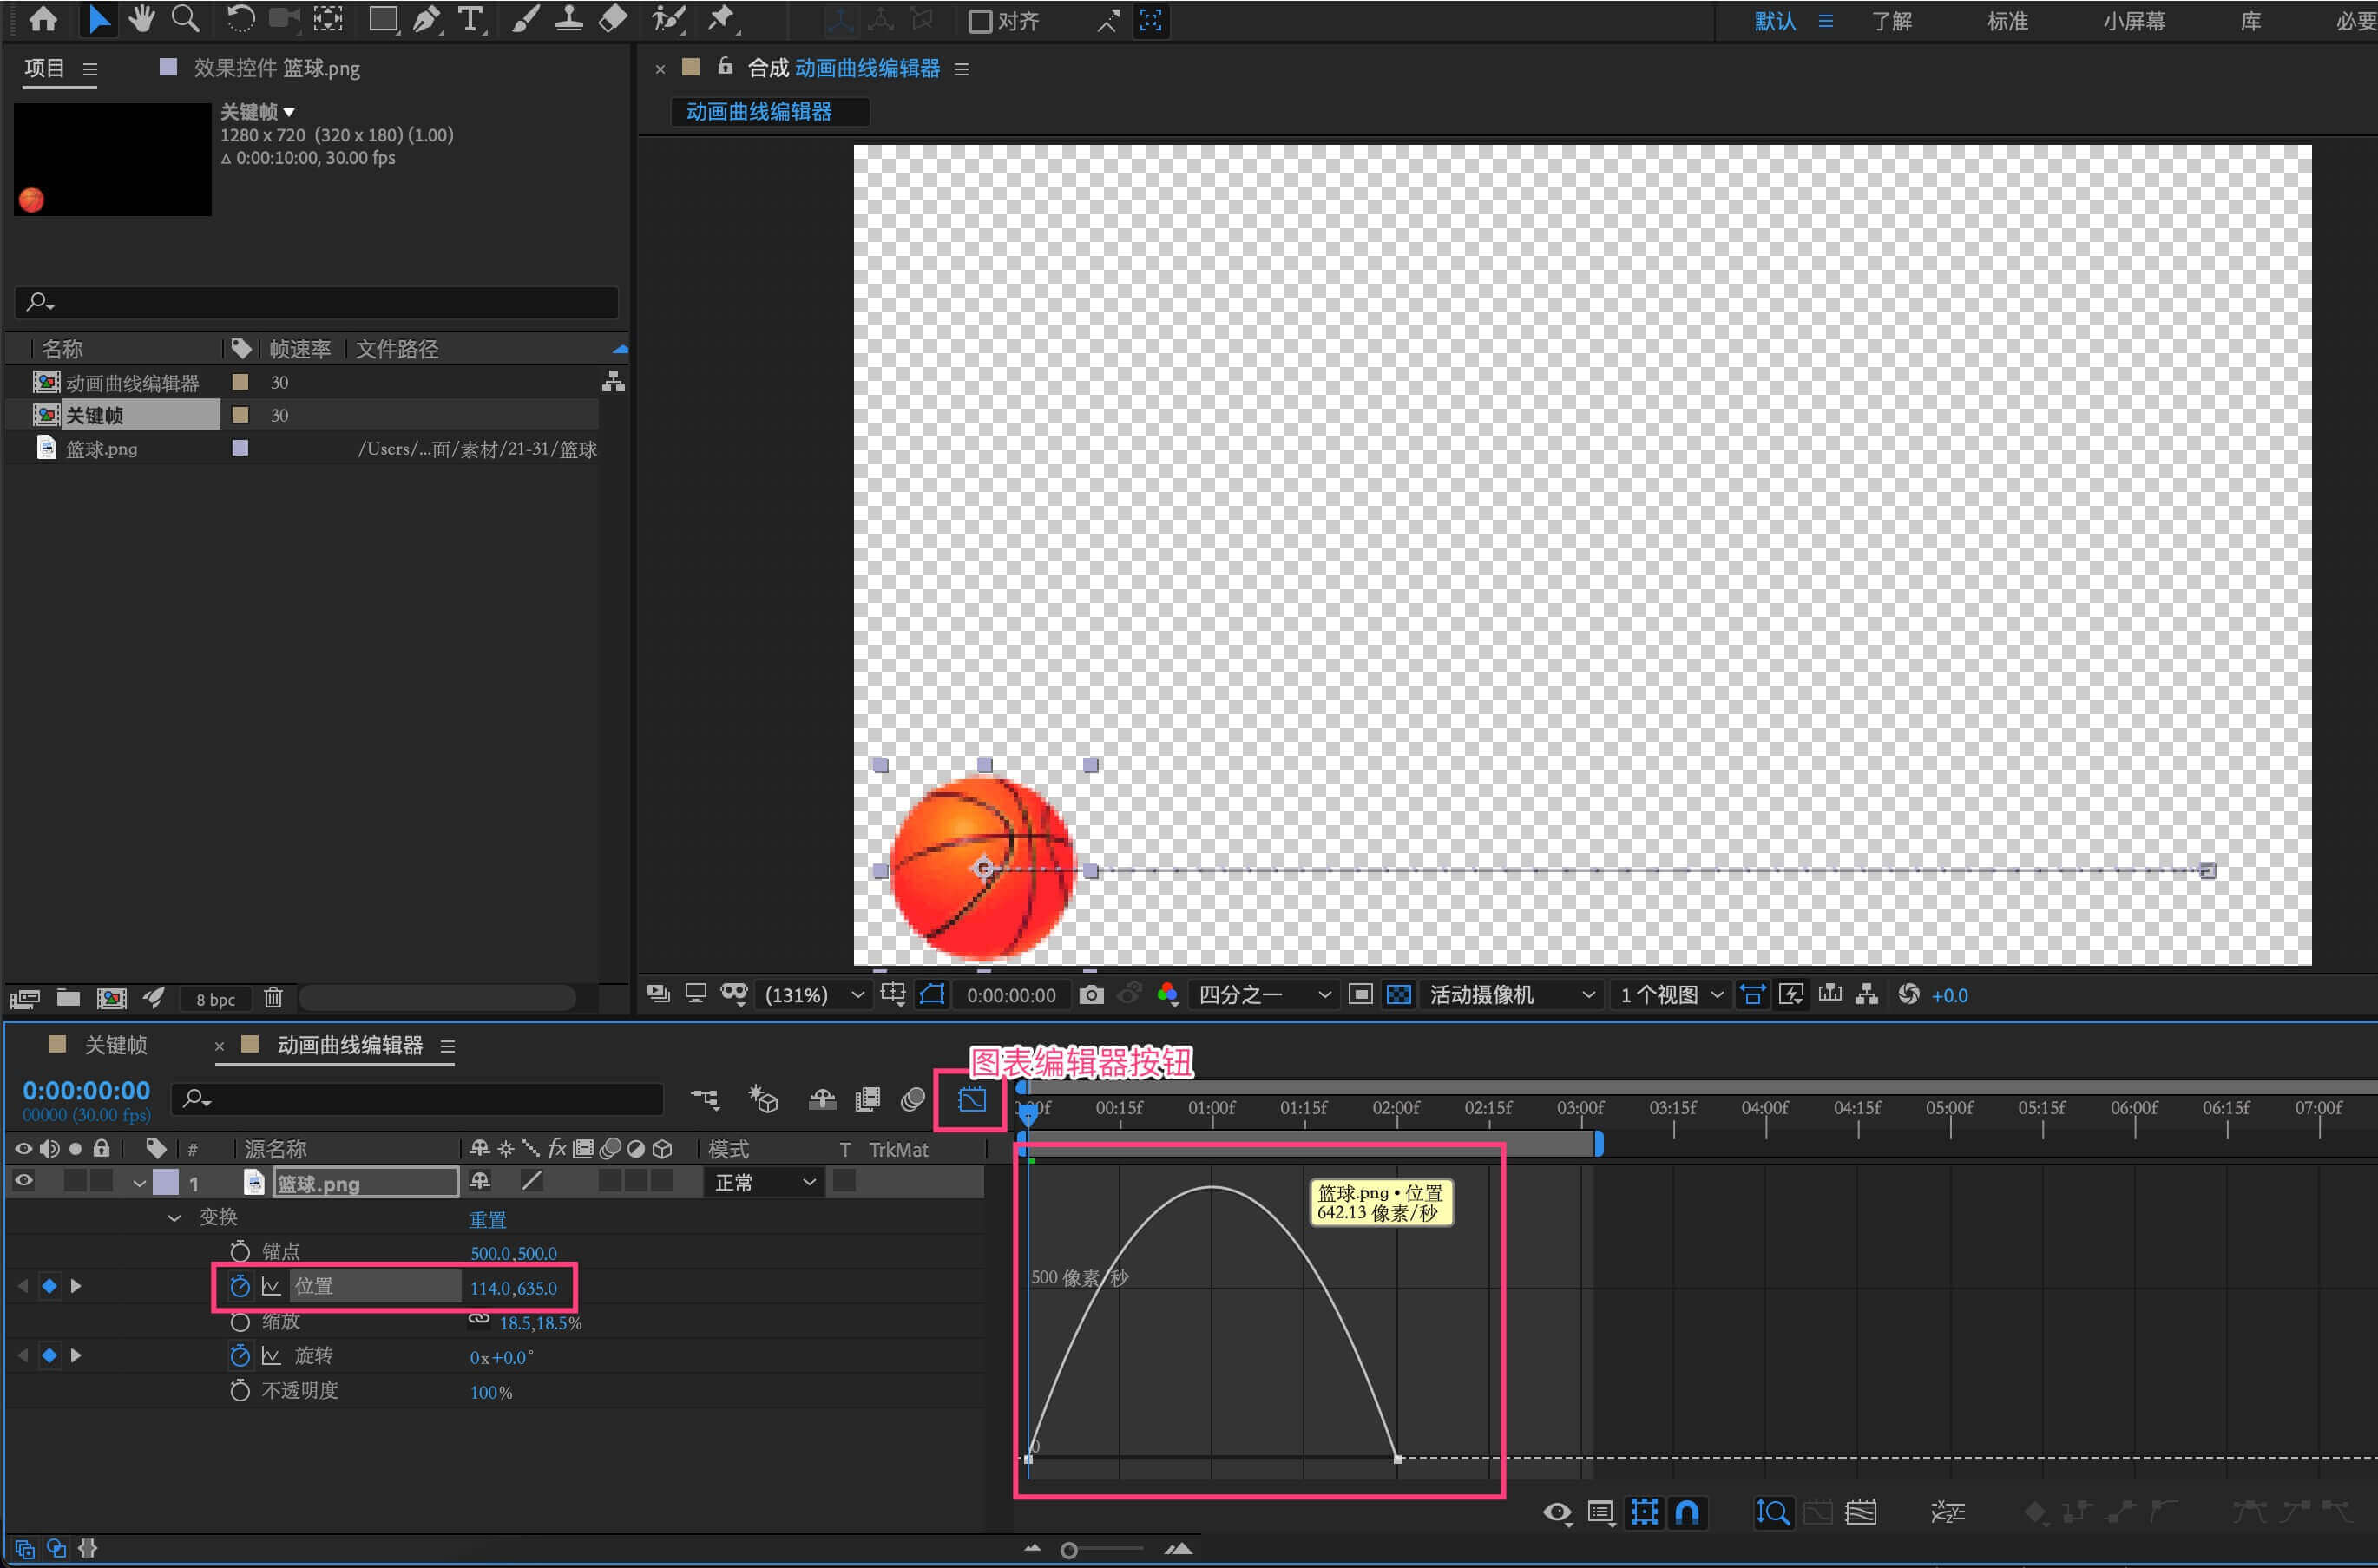 对齐
默认
了解
标准
小屏幕
库
必要
项目
效果控件 篮球.png
合成 动画曲线编辑器
动画曲线编辑器
关键帧
1280 x 720 (320 x 180) (1.00)
Δ 0:00:10:00, 30.00 fps
名称 帧速率 文件路径
动画曲线编辑器 30
关键帧 30
篮球.png /Users/...面/素材/21-31/篮球
8 bpc
(131%) 0:00:00:00 四分之一 活动摄像机 1 个视图 +0.0
关键帧
动画曲线编辑器
图表编辑器按钮
0:00:00:00
00000 (30.00 fps)
00:15f 01:00f 01:15f 02:00f 02:15f 03:00f 03:15f 04:00f 04:15f 05:00f 05:15f 06:00f 06:15f 07:00f
# 源名称 fx 模式 T TrkMat
1 篮球.png 正常
变换 重置
锚点 500.0,500.0
位置 114.0,635.0
缩放 18.5,18.5%
旋转 0x+0.0°
不透明度 100%
篮球.png • 位置
642.13 像素/秒
500 像素/秒
0